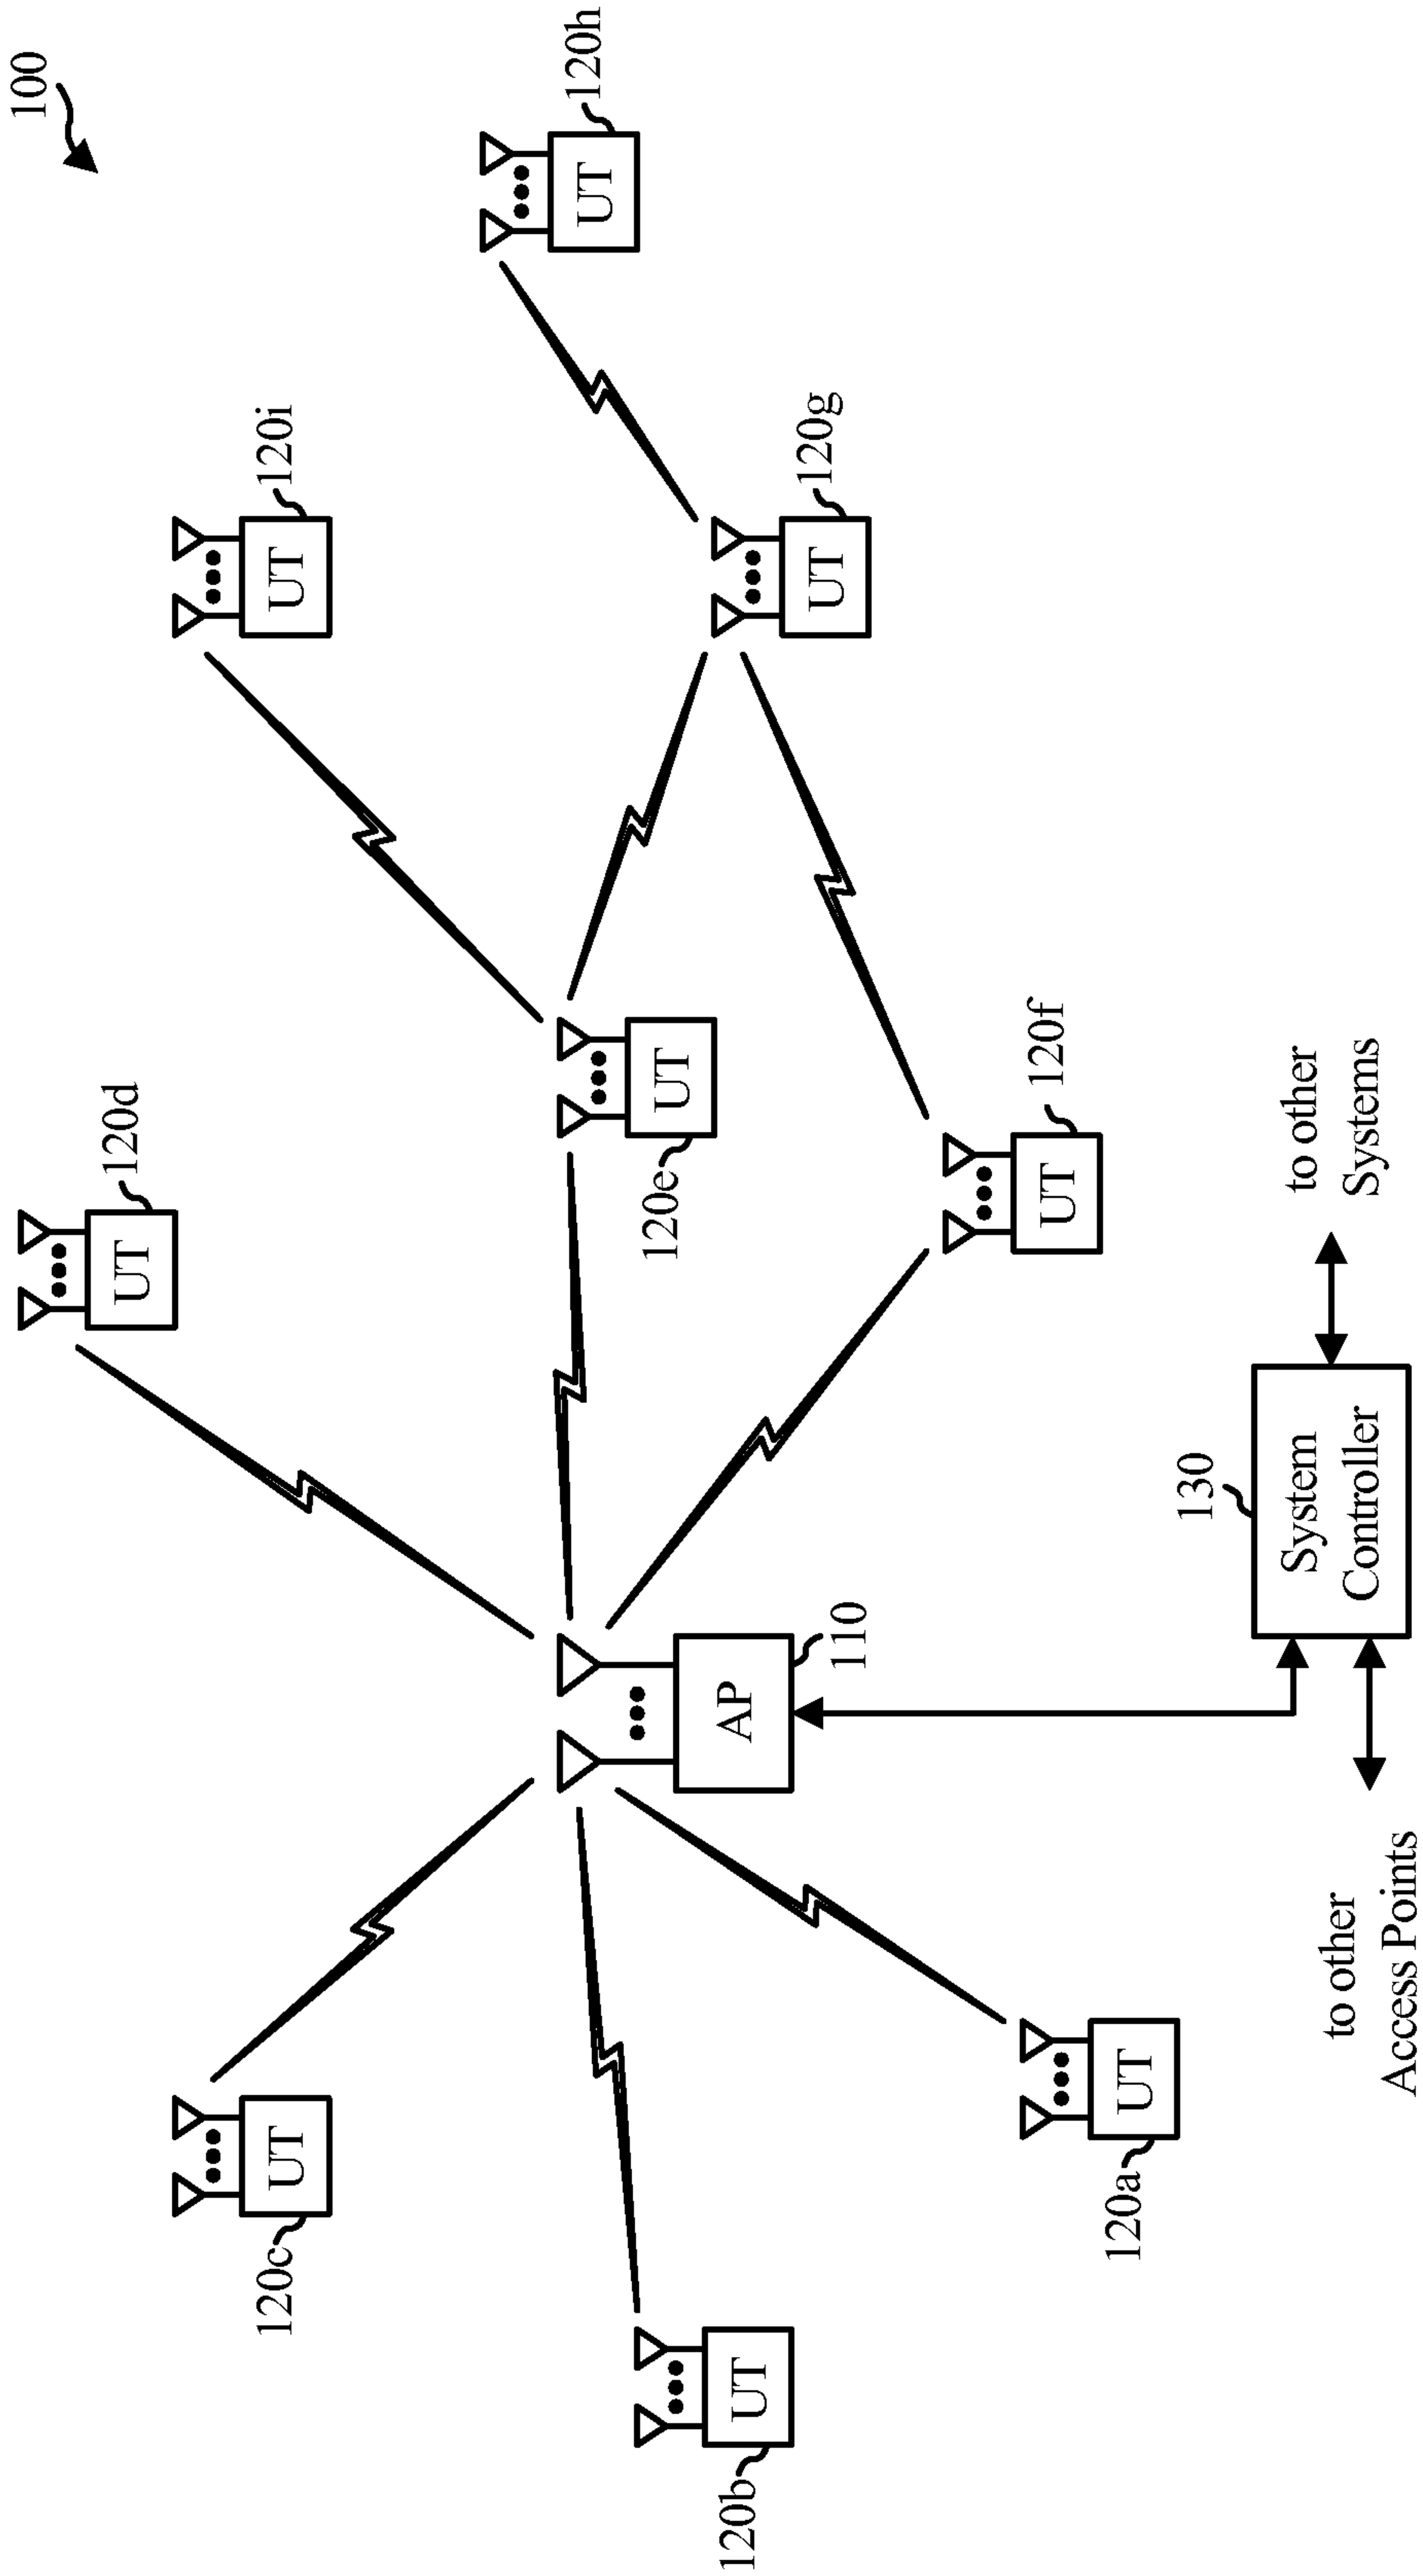 100
120d
UT
120i
UT
120c
UT
120h
UT
120e
UT
AP
110
120b
UT
120g
UT
120f
UT
120a
UT
130
System
Controller
to other
Systems
to other
Access Points